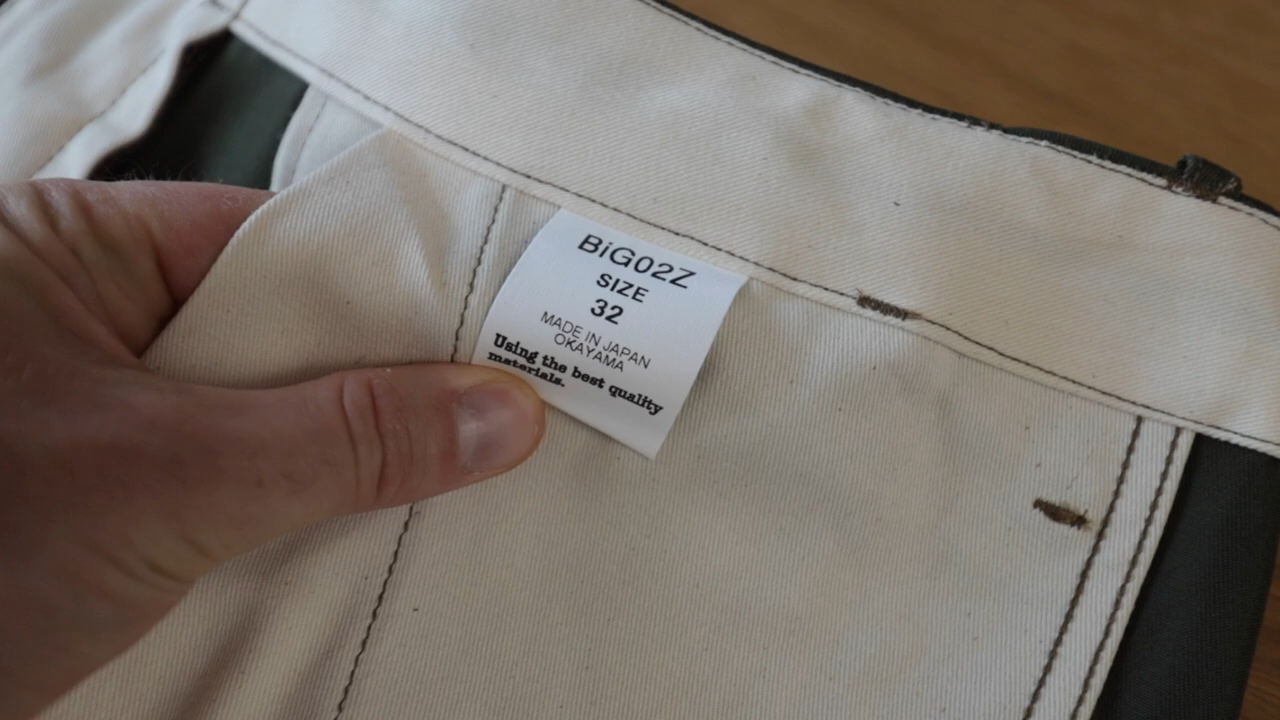 BiG02Z
SIZE
32
MADE IN JAPAN
OKAYAMA
Using the best quality
materials.